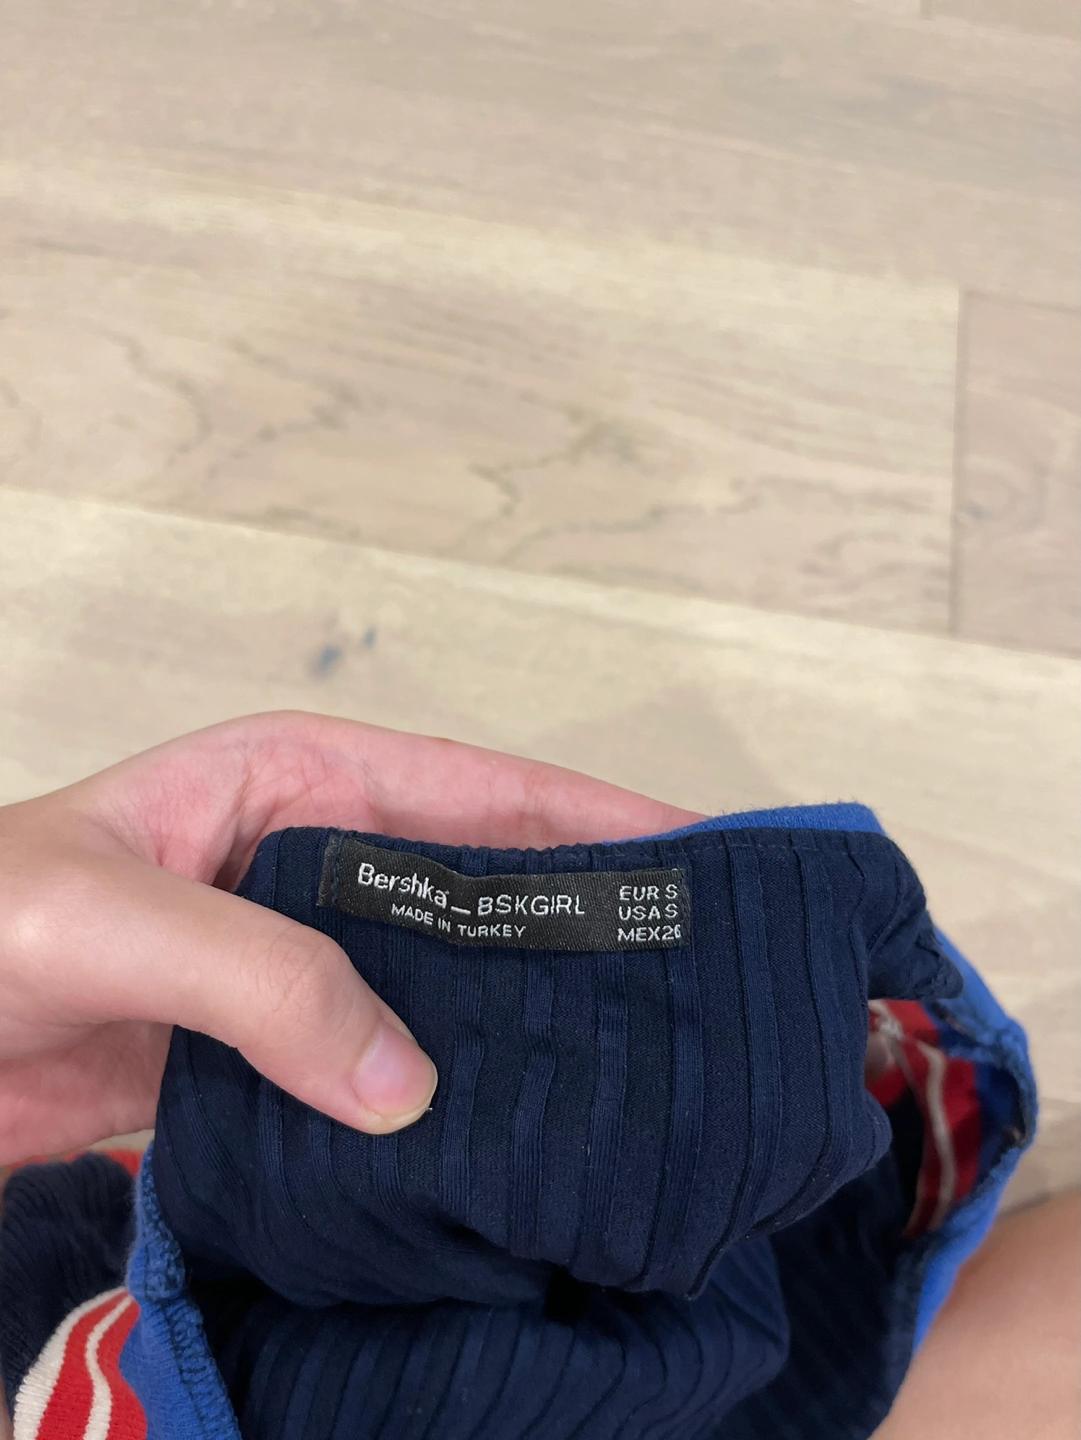 Bershka_BSKGIRL
MADE IN TURKEY
EUR S
USA S
MEX26